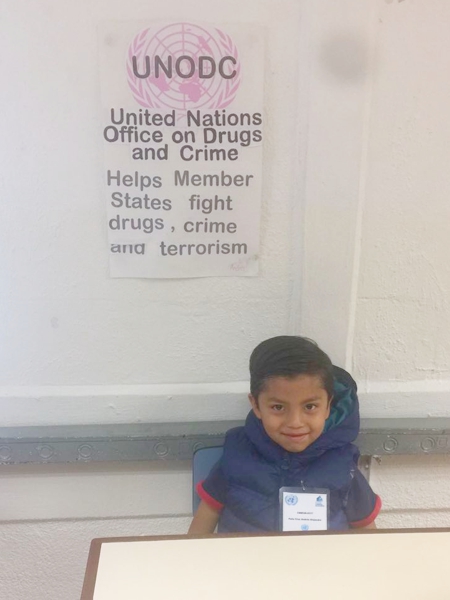 UNODC
United Nations
Office on Drugs
and Crime
Helps Member
States fight
drugs , crime
and terrorism